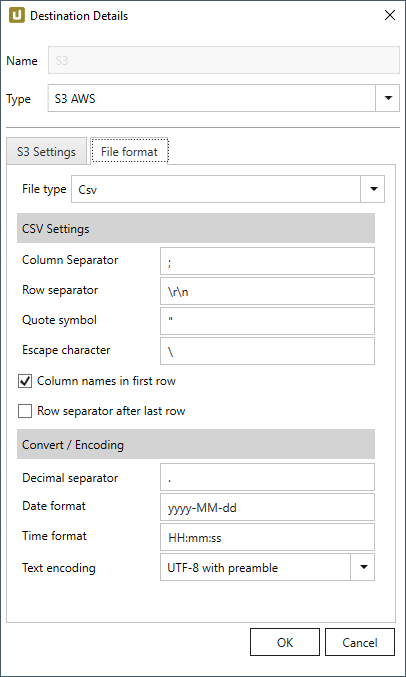 Destination Details
Name S3
Type S3 AWS
S3 Settings File format
File type Csv
CSV Settings
Column Separator ;
Row separator \r\n
Quote symbol "
Escape character \
Column names in first row
Row separator after last row
Convert / Encoding
Decimal separator .
Date format yyyy-MM-dd
Time format HH:mm:ss
Text encoding UTF-8 with preamble
OK Cancel